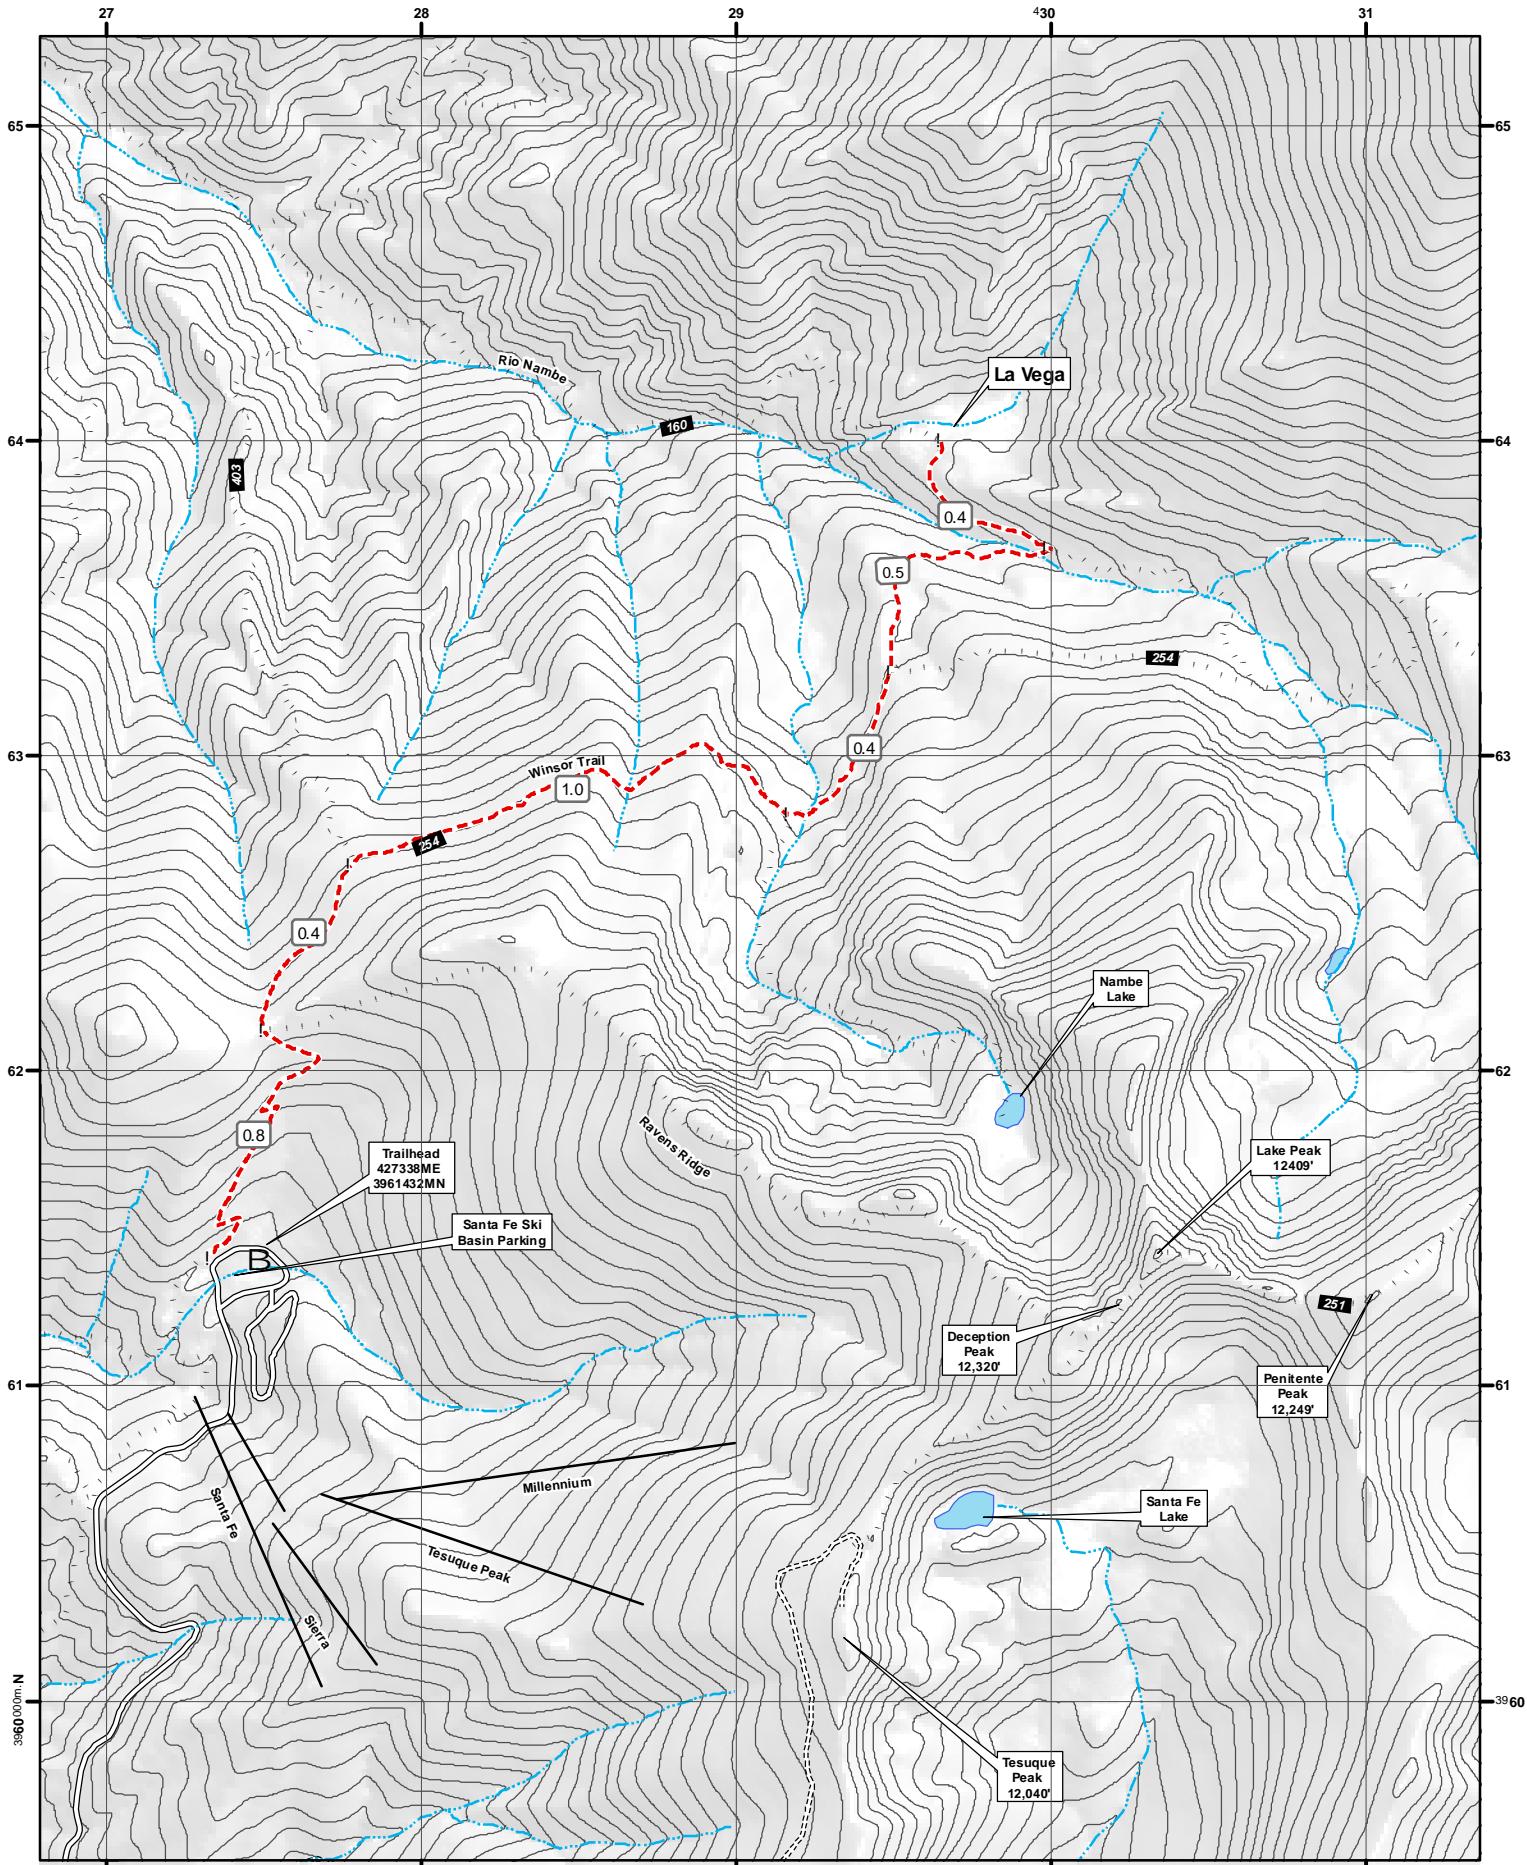 27
28
29
430
31
65
65
Rio Nambe
La Vega
160
64
64
403
0.4
0.5
254
63
0.4
63
Winsor Trail
1.0
254
0.4
Nambe
Lake
62
62
0.8
Ravens Ridge
Trailhead
427338ME
3961432MN
Lake Peak
12409'
Santa Fe Ski
Basin Parking
B
251
Deception
Peak
12,320'
Penitente
Peak
12,249'
61
61
Millennium
Santa Fe
Santa Fe
Lake
Tesuque Peak
Sierra
3960000m.N
3960
Tesuque
Peak
12,040'